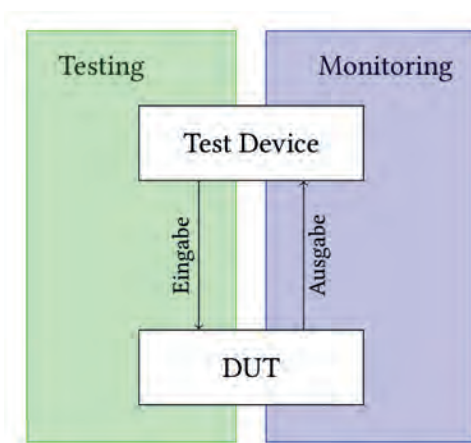 Testing
Monitoring
Test Device
Eingabe
Ausgabe
DUT